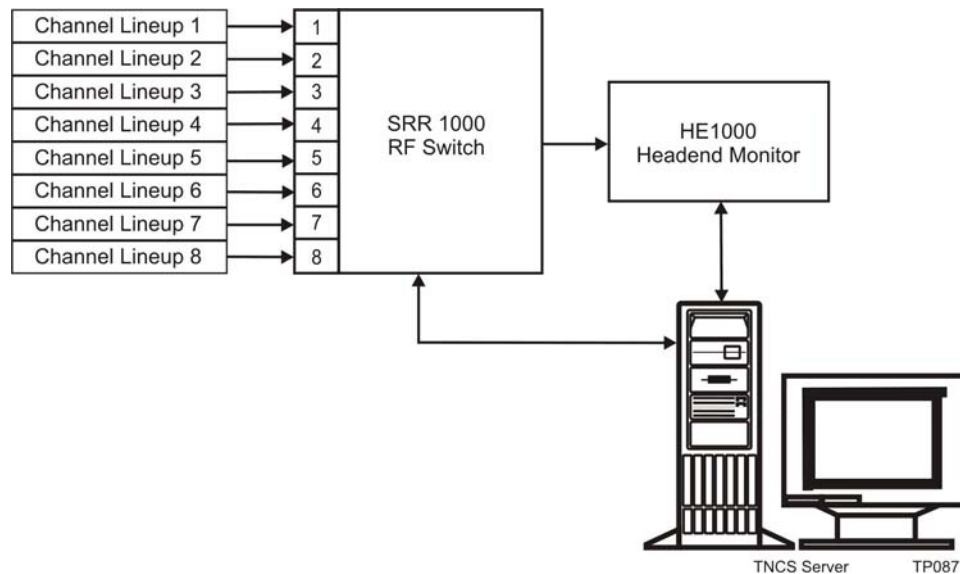 Channel Lineup 1
Channel Lineup 2
Channel Lineup 3
Channel Lineup 4
Channel Lineup 5
Channel Lineup 6
Channel Lineup 7
Channel Lineup 8
1
2
3
4
5
6
7
8
SRR 1000
RF Switch
HE1000
Headend Monitor
TNCS Server
TP087